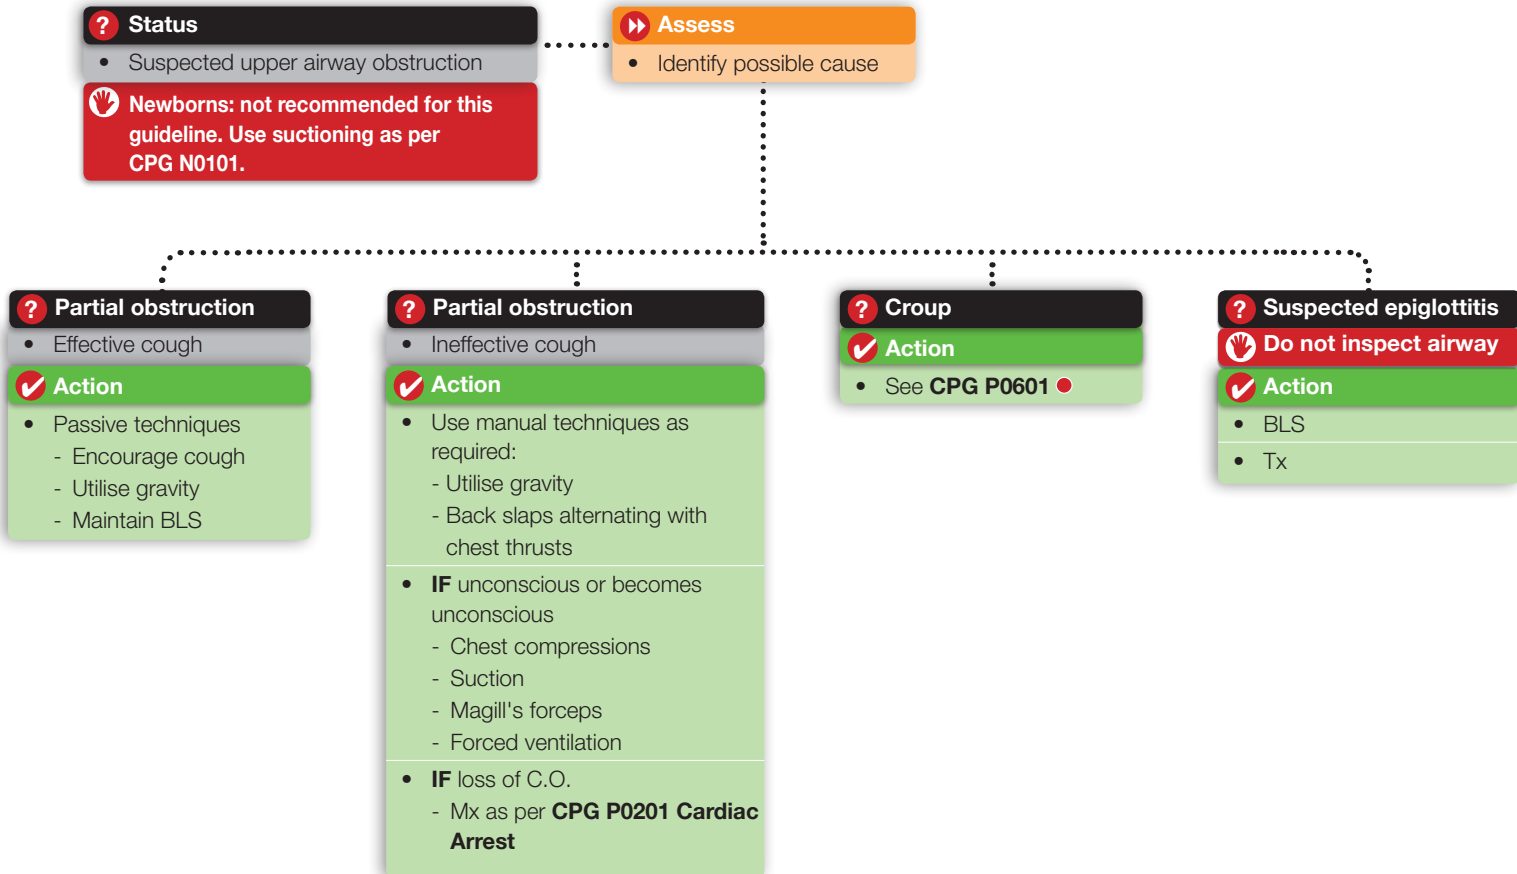 ? Status
• Suspected upper airway obstruction
Newborns: not recommended for this
guideline. Use suctioning as per
CPG N0101.
Assess
• Identify possible cause
? Partial obstruction
• Effective cough
Action
• Passive techniques
- Encourage cough
- Utilise gravity
- Maintain BLS
? Partial obstruction
• Ineffective cough
Action
• Use manual techniques as
required:
- Utilise gravity
- Back slaps alternating with
chest thrusts
• IF unconscious or becomes
unconscious
- Chest compressions
- Suction
- Magill's forceps
- Forced ventilation
• IF loss of C.O.
- Mx as per CPG P0201 Cardiac
Arrest
? Croup
Action
• See CPG P0601
? Suspected epiglottitis
Do not inspect airway
Action
• BLS
• Tx